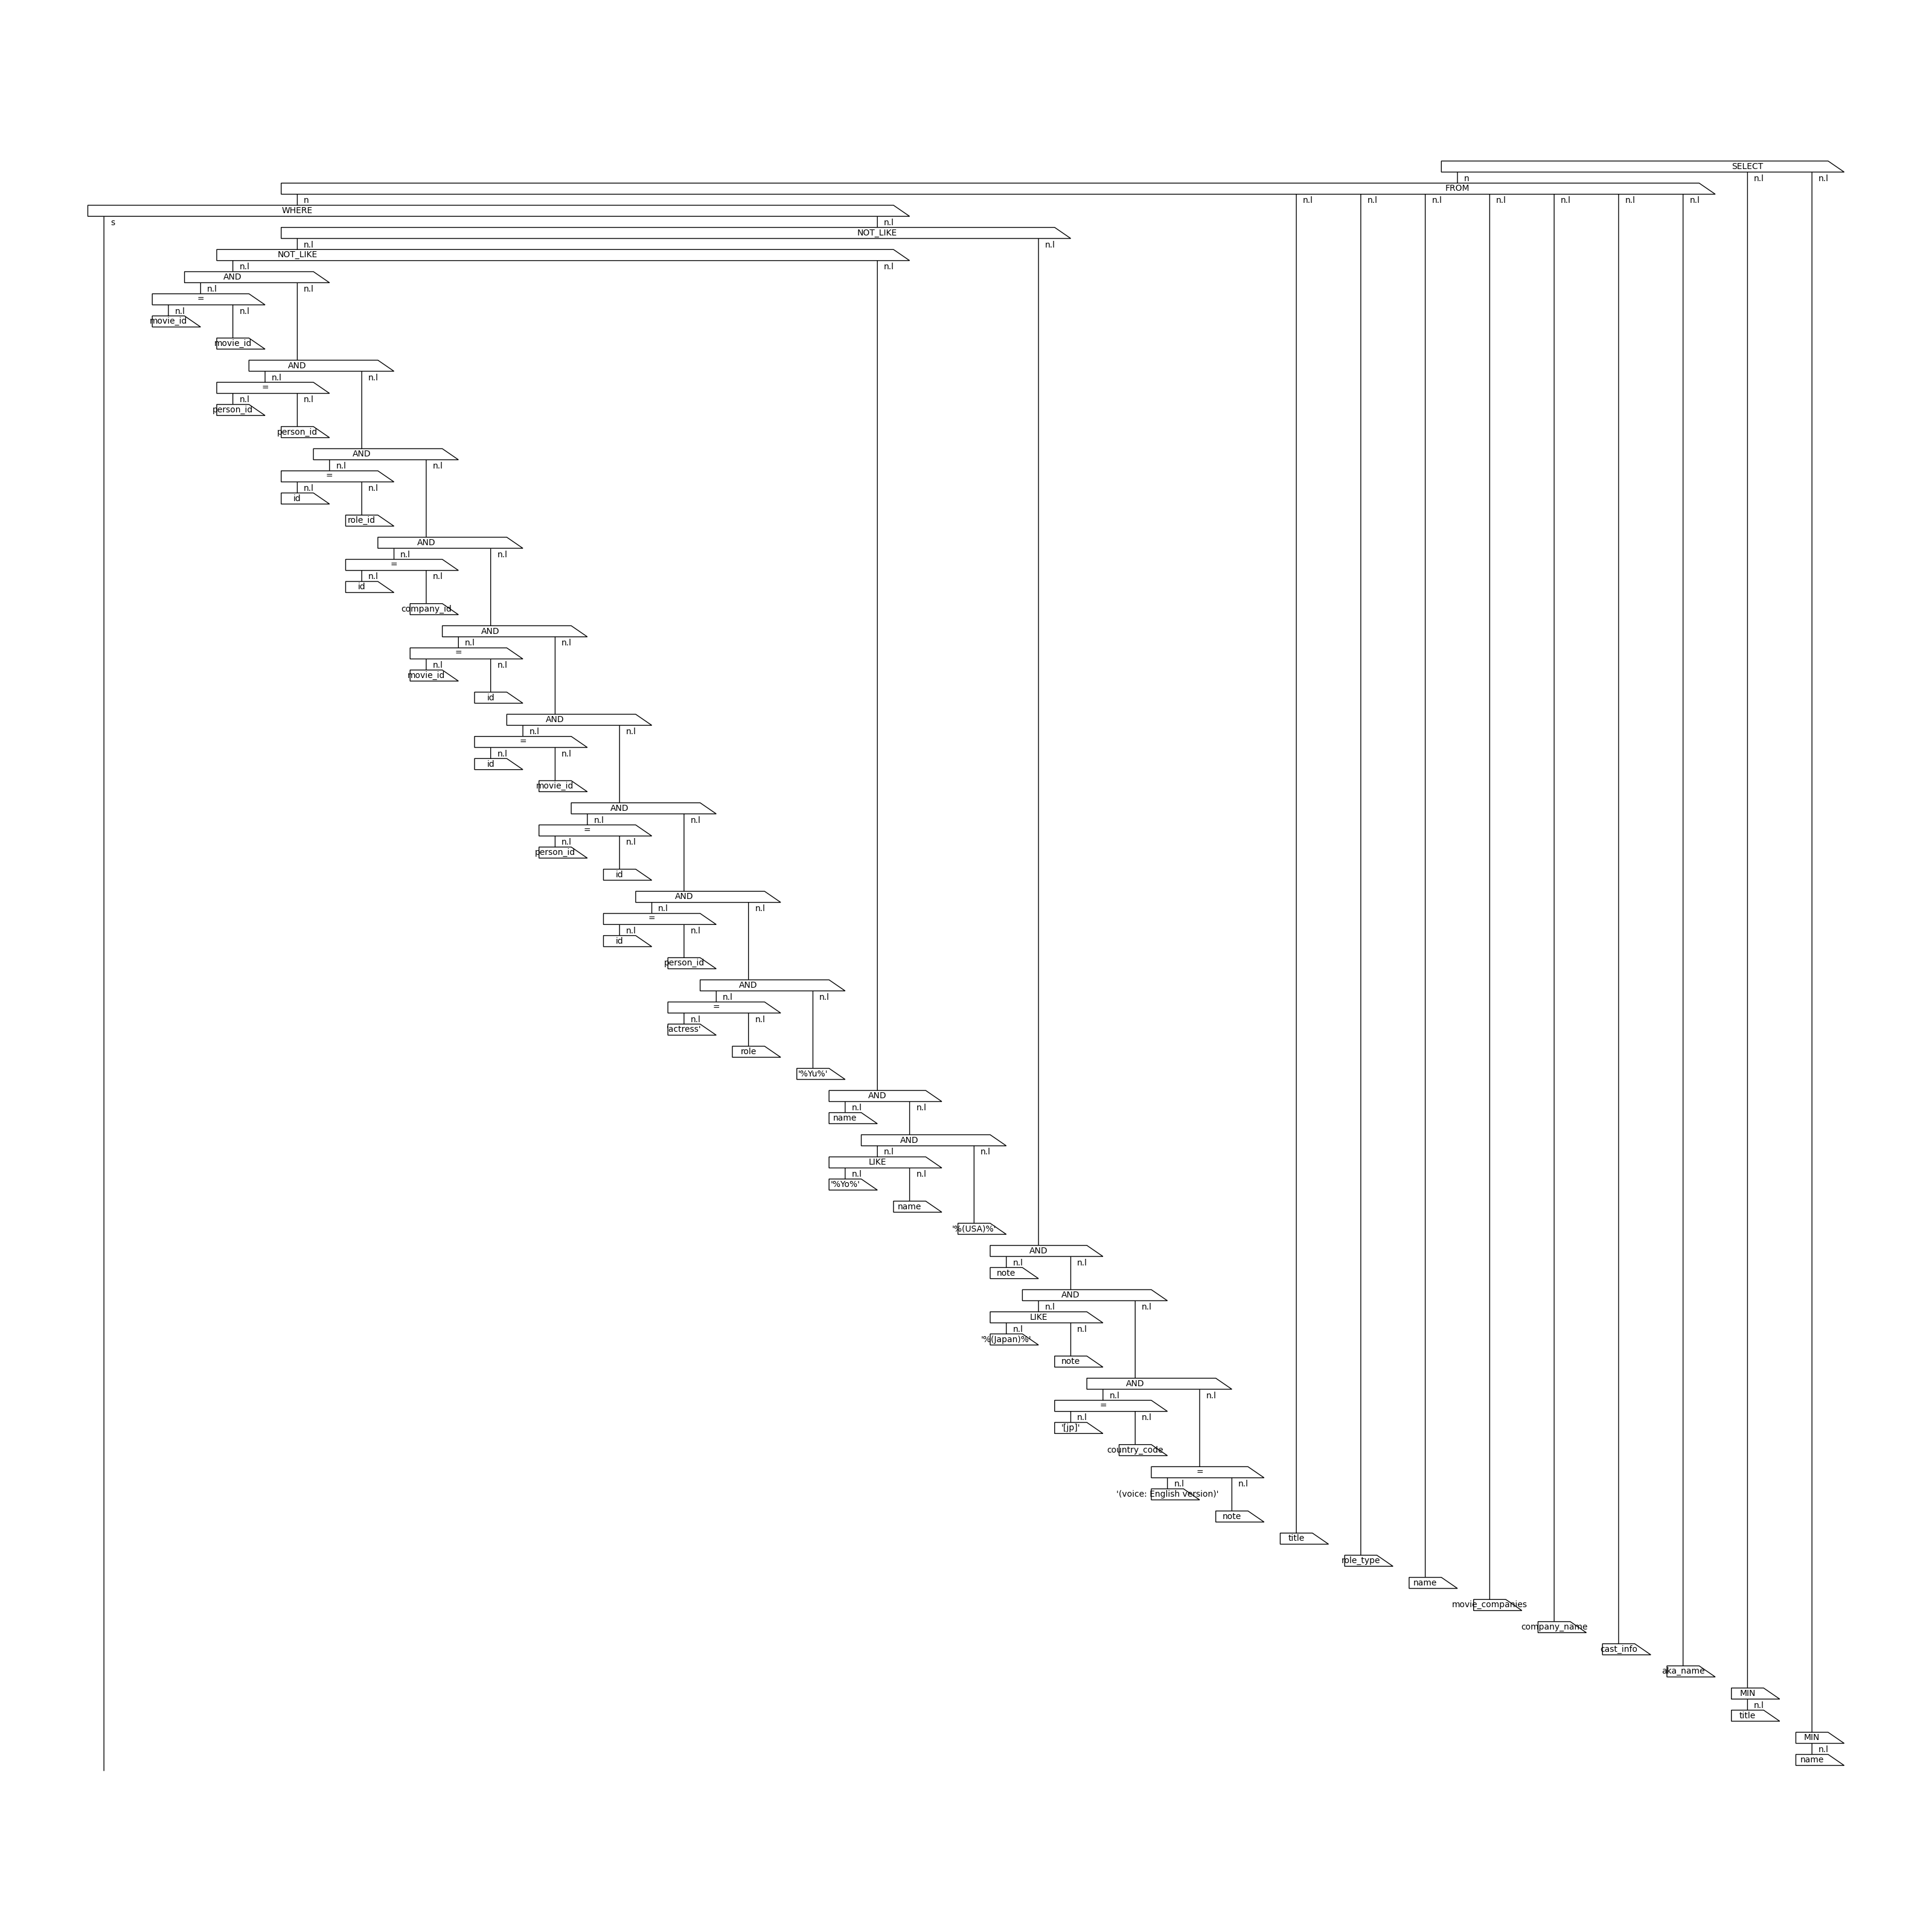 SELECT
n n.l n.l
FROM
n n.l n.l n.l n.l n.l n.l n.l
WHERE
s n.l
NOT_LIKE
n.l n.l
NOT_LIKE
n.l n.l
AND
n.l n.l
=
n.l n.l
movie_id
movie_id
AND
n.l n.l
=
n.l n.l
person_id
person_id
AND
n.l n.l
=
n.l n.l
id
role_id
AND
n.l n.l
=
n.l n.l
id
company_id
AND
n.l n.l
=
n.l n.l
movie_id
id
AND
n.l n.l
=
n.l n.l
id
movie_id
AND
n.l n.l
=
n.l n.l
person_id
id
AND
n.l n.l
=
n.l n.l
id
person_id
AND
n.l n.l
=
n.l n.l
'actress'
role
'%Yu%'
AND
n.l n.l
name
AND
n.l n.l
LIKE
n.l n.l
'%Yo%'
name
'%(USA)%'
AND
n.l n.l
note
AND
n.l n.l
LIKE
n.l n.l
'%(Japan)%'
note
AND
n.l n.l
=
n.l n.l
'[jp]'
country_code
=
n.l n.l
'(voice: English version)'
note
title
role_type
name
movie_companies
company_name
cast_info
aka_name
MIN
n.l
title
MIN
n.l
name